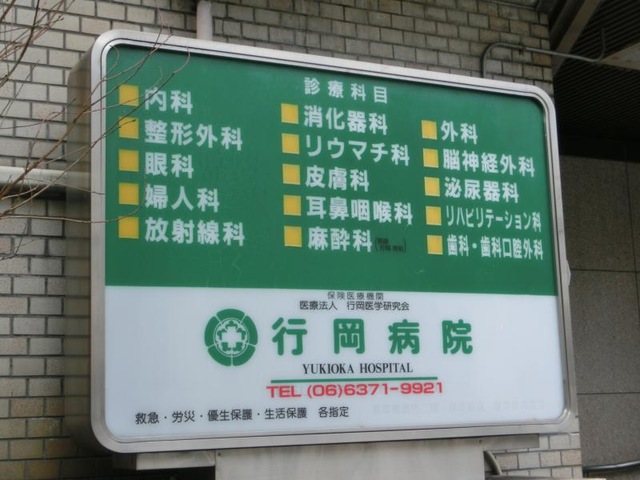 診療科目
内科
消化器科
外科
整形外科
リウマチ科
脳神経外科
眼科
皮膚科
泌尿器科
婦人科
耳鼻咽喉科
リハビリテーション科
放射線科
麻酔科
歯科・歯科口腔外科
保険医療機関
医療法人 行岡医学研究会
行岡病院
YUKIOKA HOSPITAL
TEL (06)6371-9921
救急・労災・優生保護・生活保護 各指定